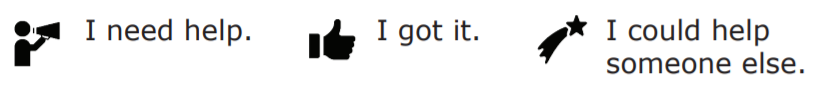 I need help.
I got it.
I could help
someone else.